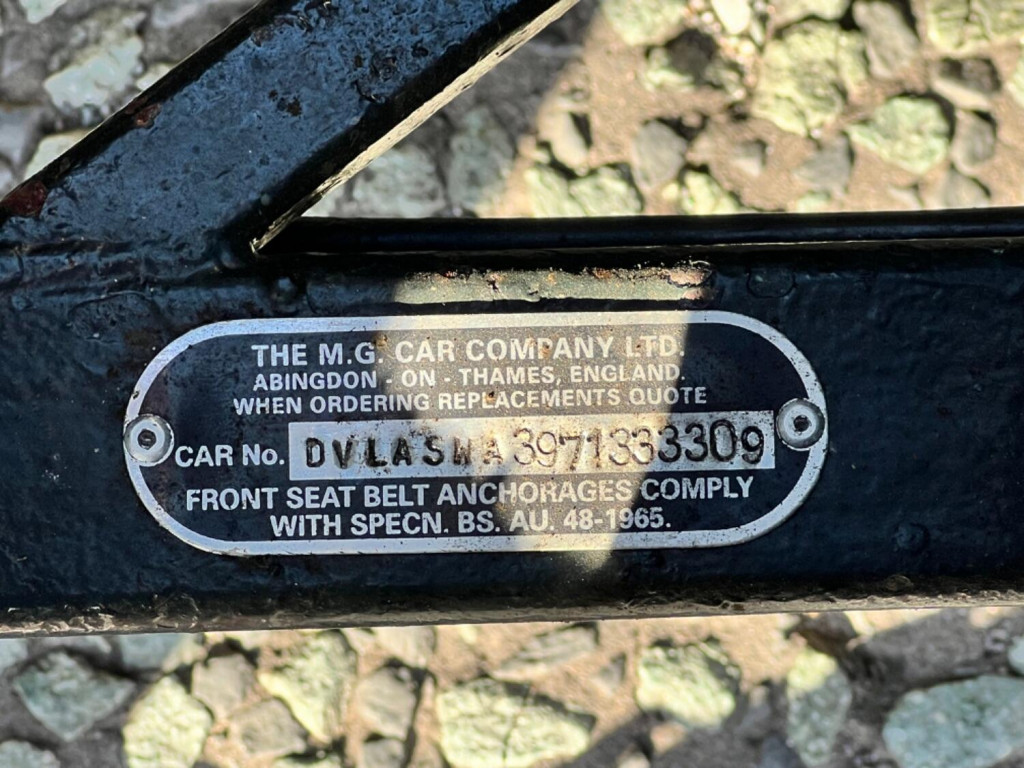 THE M.G. CAR COMPANY LTD.
ABINGDON - ON - THAMES, ENGLAND.
WHEN ORDERING REPLACEMENTS QUOTE
CAR No. DVLASWA3971333309
FRONT SEAT BELT ANCHORAGES COMPLY
WITH SPECN. BS. AU. 48-1965.